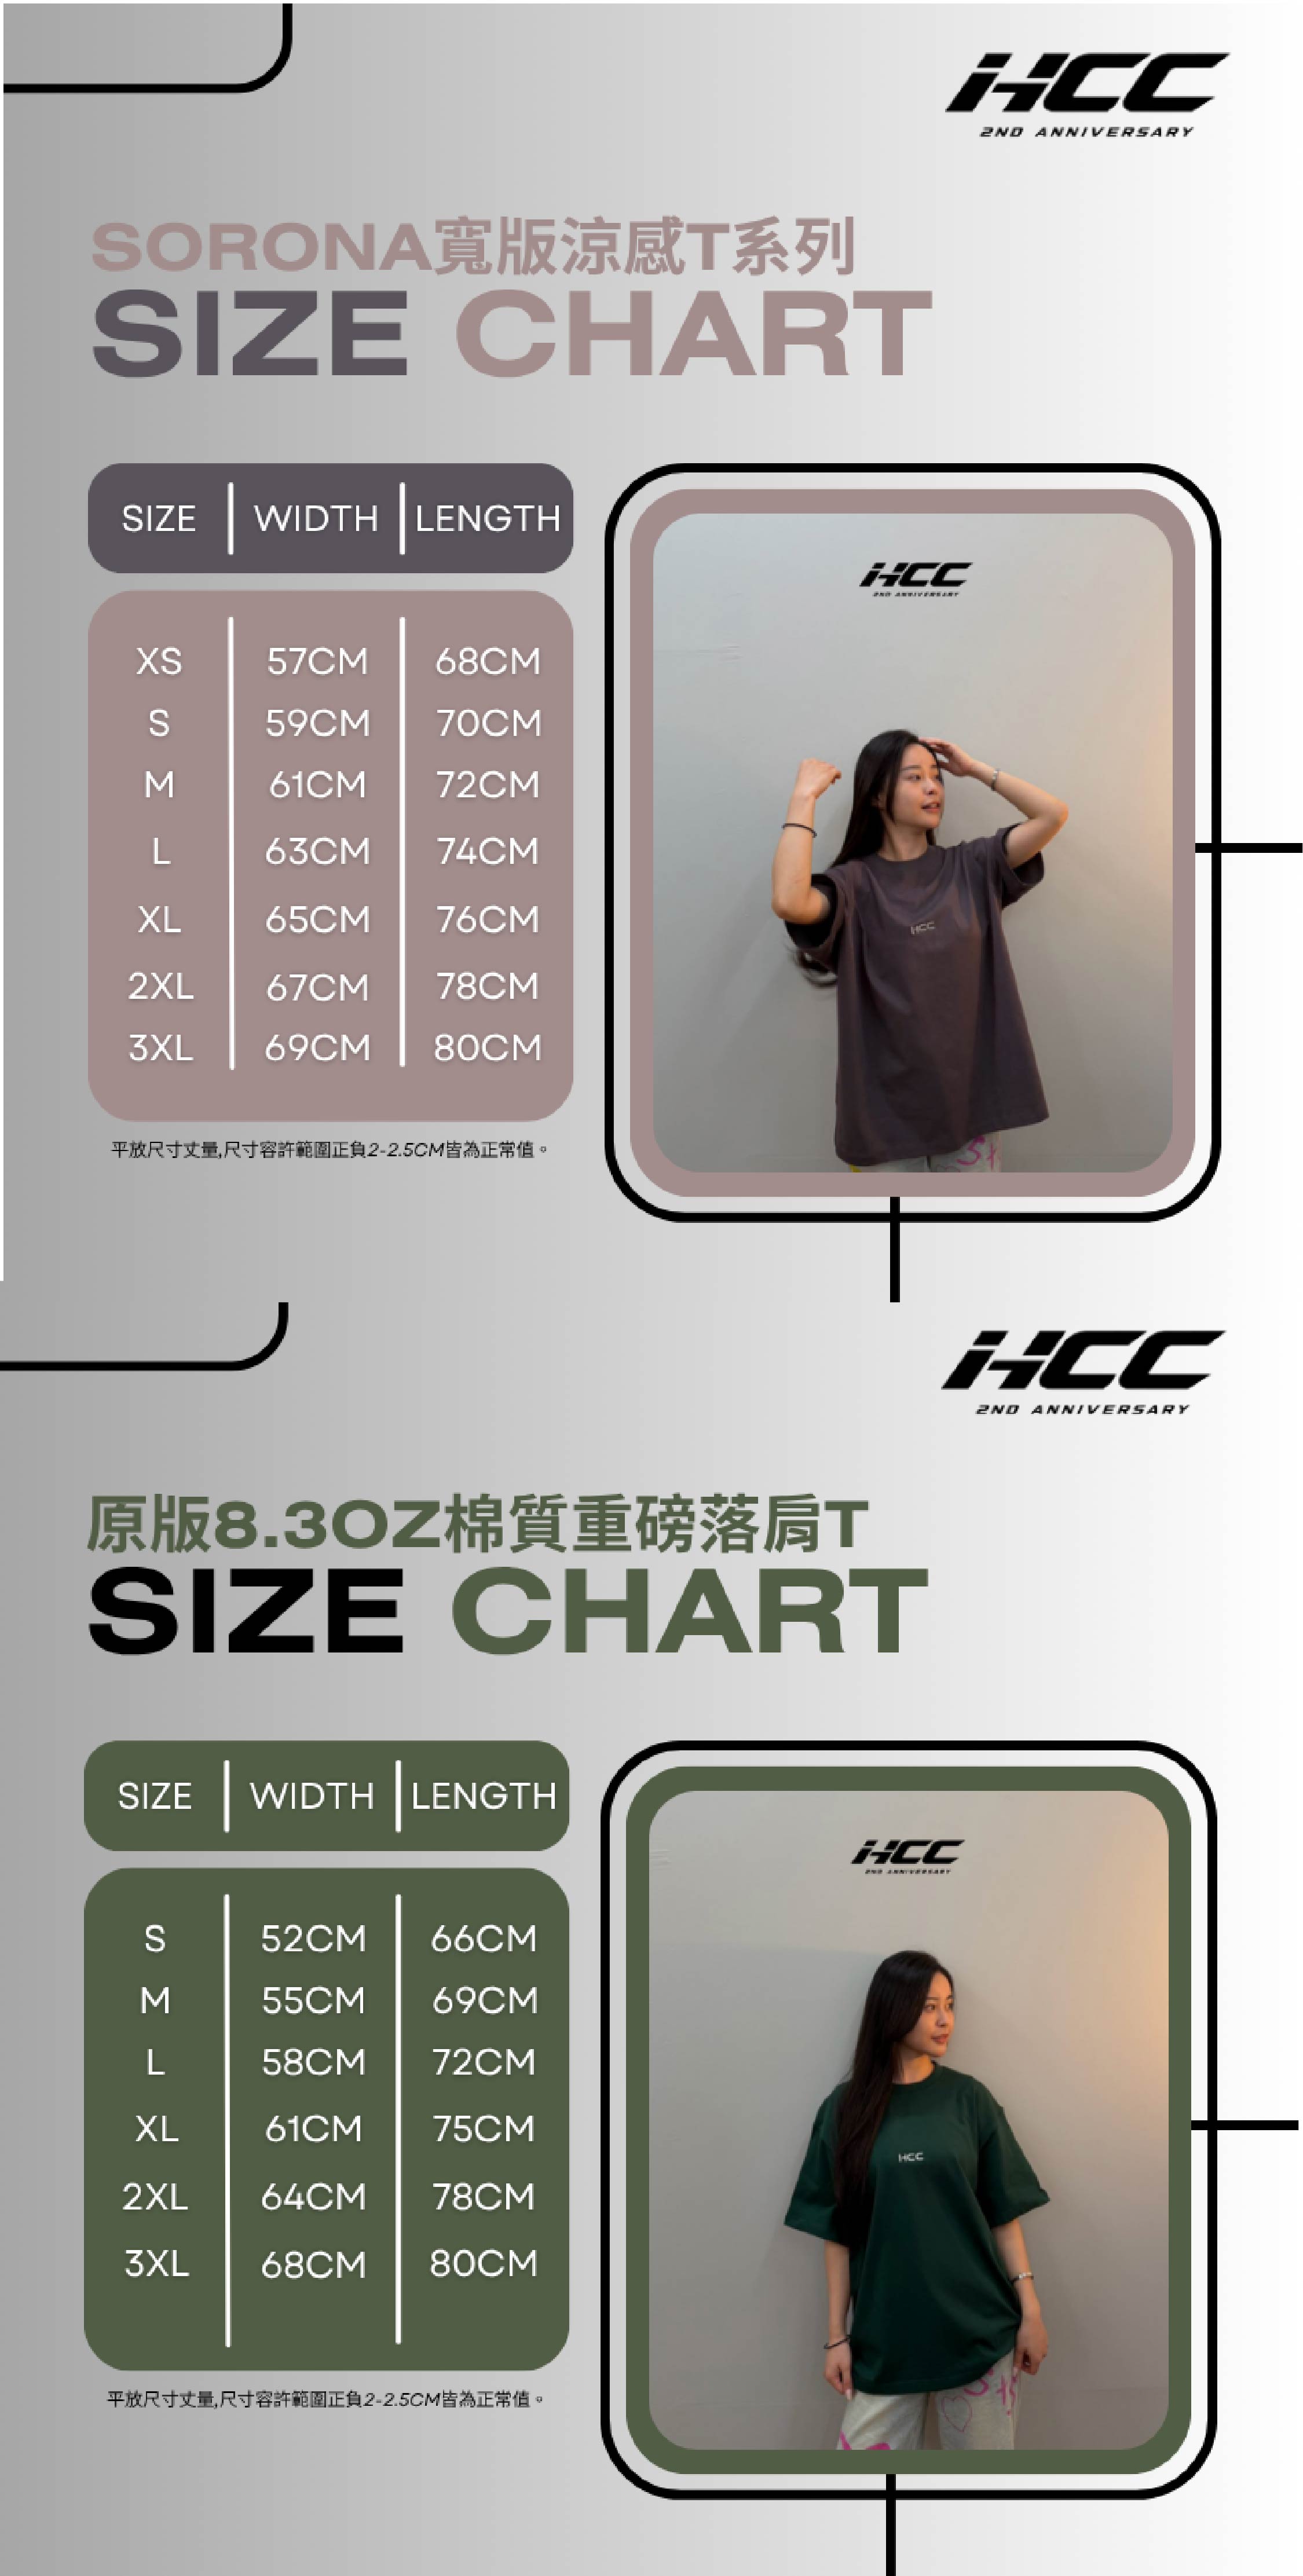 HCC
2ND ANNIVERSARY
SORONA寬版涼感T系列
SIZE CHART
SIZE WIDTH LENGTH
XS 57CM 68CM
S 59CM 70CM
M 61CM 72CM
L 63CM 74CM
XL 65CM 76CM
2XL 67CM 78CM
3XL 69CM 80CM
平放尺寸丈量,尺寸容許範圍正負2-2.5CM皆為正常值。
HCC
2ND ANNIVERSARY
HCC
HCC
2ND ANNIVERSARY
原版8.3OZ棉質重磅落肩T
SIZE CHART
SIZE WIDTH LENGTH
S 52CM 66CM
M 55CM 69CM
L 58CM 72CM
XL 61CM 75CM
2XL 64CM 78CM
3XL 68CM 80CM
平放尺寸丈量,尺寸容許範圍正負2-2.5CM皆為正常值。
HCC
2ND ANNIVERSARY
HCC